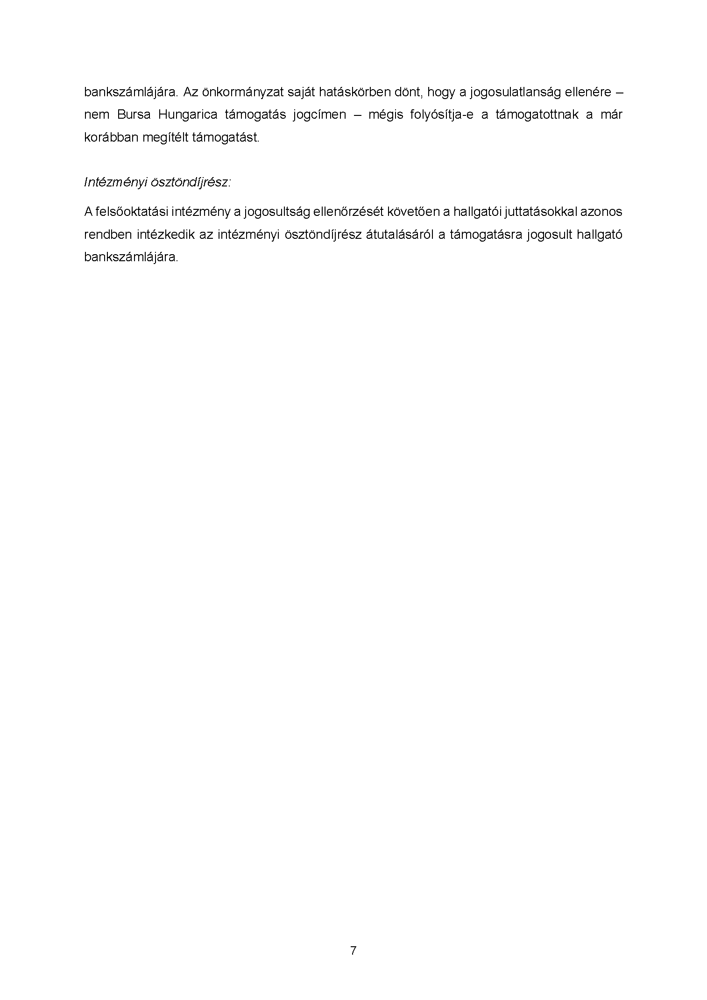 bankszámlájára. Az önkormányzat saját hatáskörben dönt, hogy a jogosulatlanság ellenére –
nem Bursa Hungarica támogatás jogcímen – mégis folyósítja-e a támogatottnak a már
korábban megítélt támogatást.
Intézményi ösztöndíjrész:
A felsőoktatási intézmény a jogosultság ellenőrzését követően a hallgatói juttatásokkal azonos
rendben intézkedik az intézményi ösztöndíjrész átutalásáról a támogatásra jogosult hallgató
bankszámlájára.
7